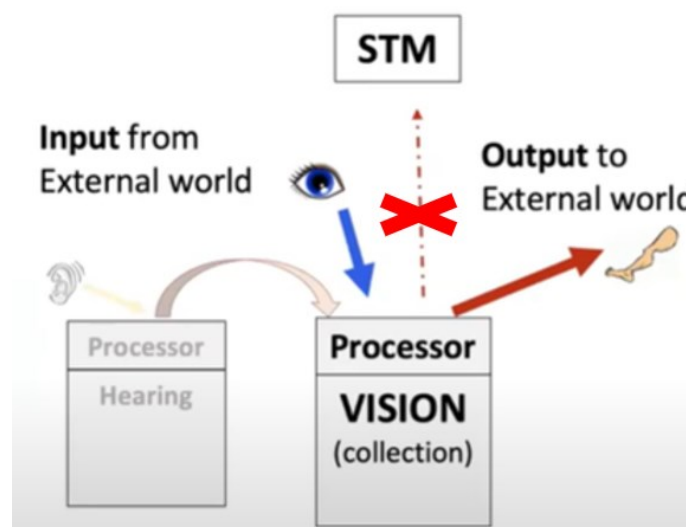 STM
Input from
External world
Output to
External world
Processor
Hearing
Processor
VISION
(collection)